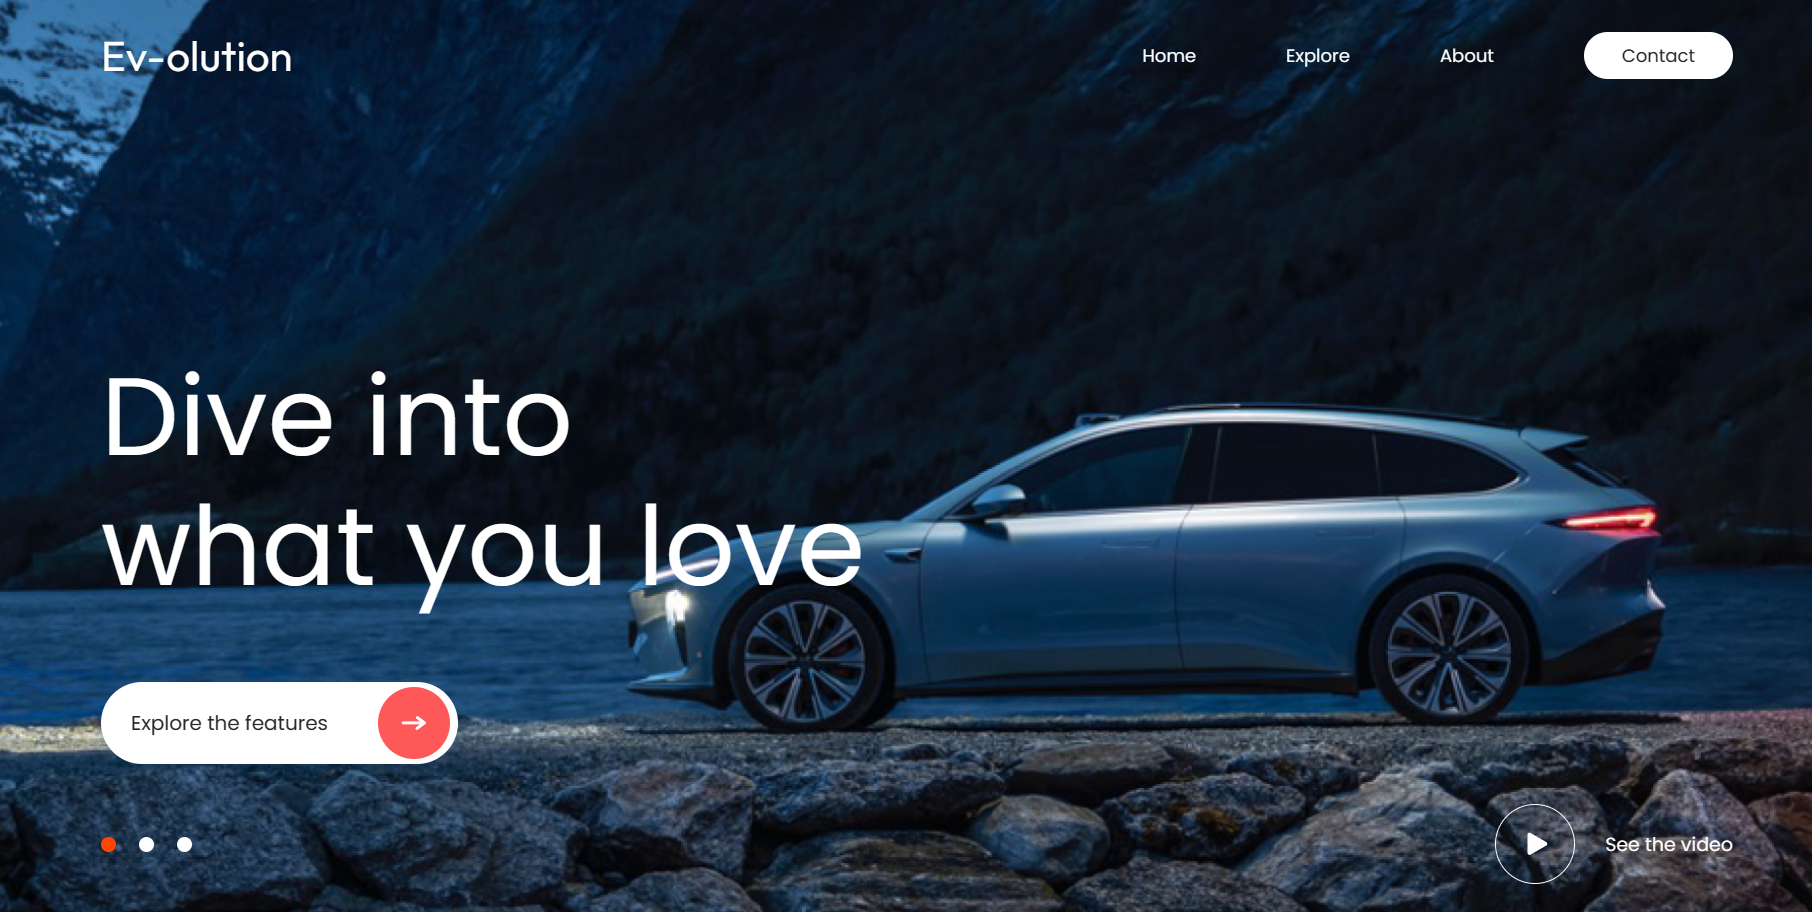 Ev-olution
Home
Explore
About
Contact
Dive into
what you love
Explore the features
See the video